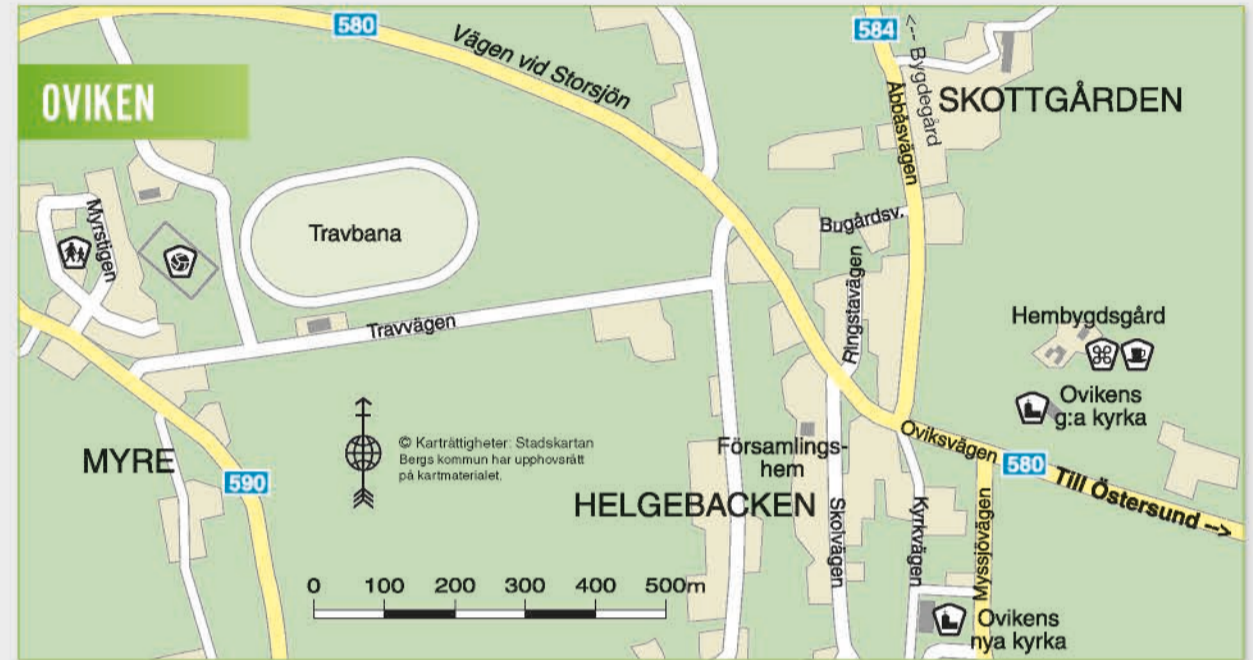 580
584
Vägen vid Storsjön
<-- Bygdegård
OVIKEN
SKOTTGÅRDEN
Åbbåsvägen
Myrstigen
Travbana
Bugårdsv.
Ringstavägen
Hembygdsgård
Travvägen
Ovikens
g:a kyrka
© Karträttigheter: Stadskartan
Bergs kommun har upphovsrätt
på kartmaterialet.
Oviksvägen
Församlings-
hem
MYRE
580
Till Östersund -->
590
HELGEBACKEN
Skolvägen
Kyrkvägen
Myssjövägen
0 100 200 300 400 500m
Ovikens
nya kyrka